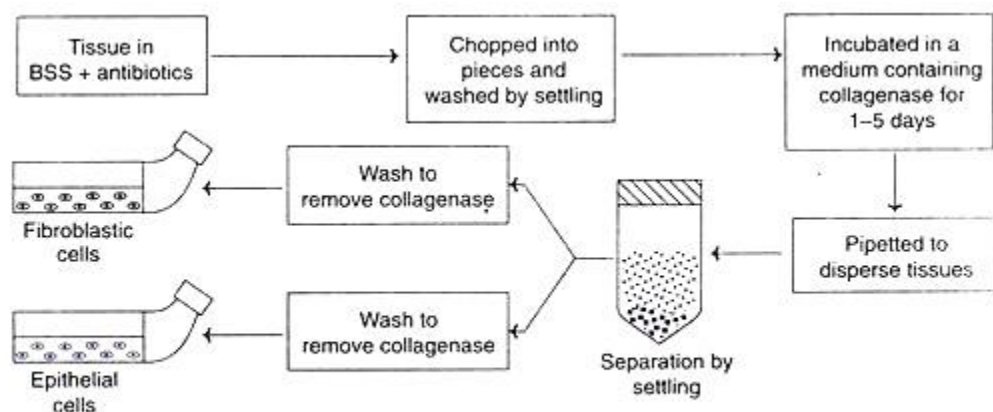 Tissue in
BSS + antibiotics
Chopped into
pieces and
washed by settling
Incubated in a
medium containing
collagenase for
1–5 days
Pipetted to
disperse tissues
Separation by
settling
Wash to
remove collagenase
Fibroblastic
cells
Wash to
remove collagenase
Epithelial
cells